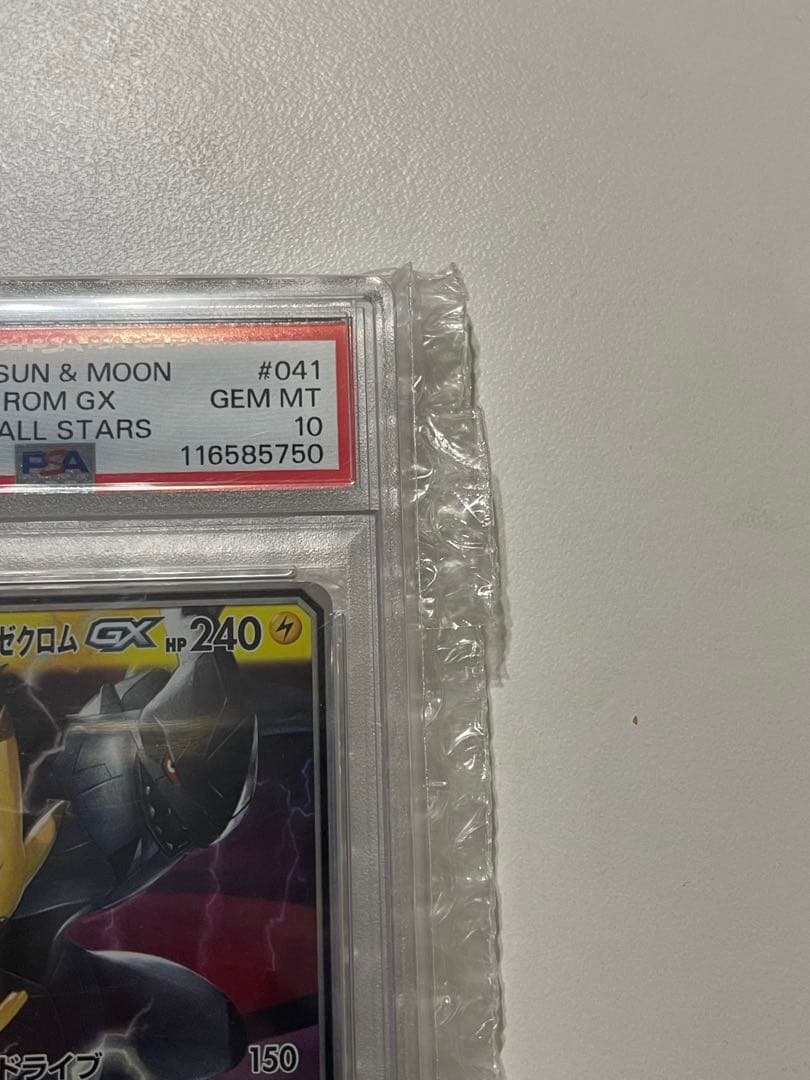 SUN & MOON #041
ROM GX GEM MT
ALL STARS 10
PSA 116585750
ゼクロム GX HP 240
ドライブ 150